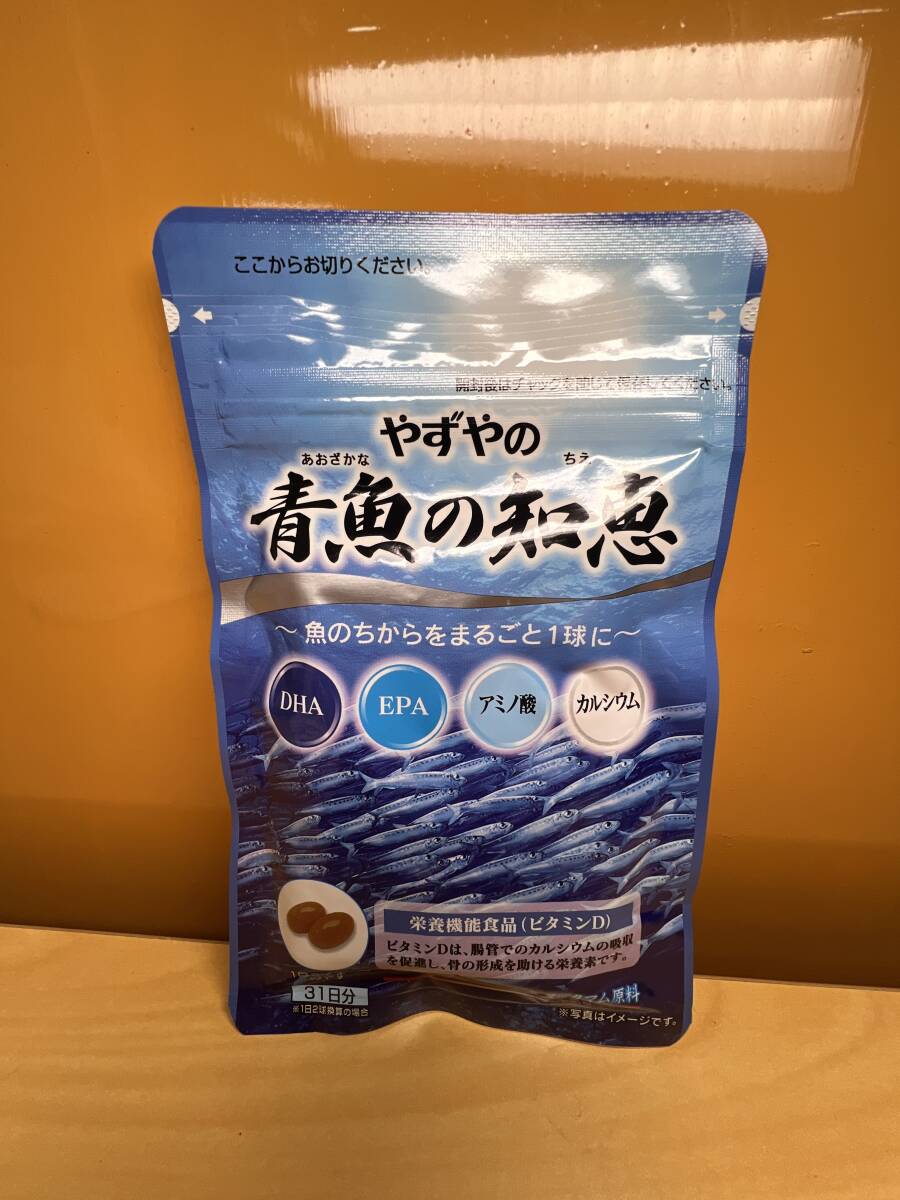 ここからお切りください。
開封後はチャックを閉じて保存してください。
やずやの
あおざかな ちえ
青魚の知恵
～魚のちからをまるごと1球に～
DHA EPA アミノ酸 カルシウム
栄養機能食品(ビタミンD)
ビタミンDは、腸管でのカルシウムの吸収
を促進し、骨の形成を助ける栄養素です。
31日分
※1日2球換算の場合
原料
※写真はイメージです。